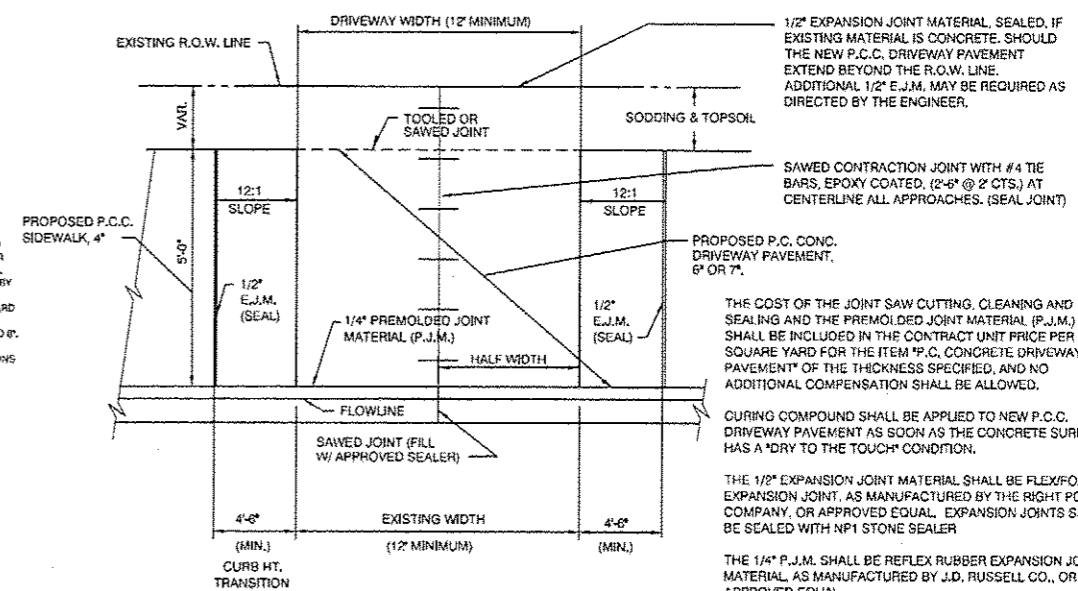 DRIVEWAY WIDTH (12' MINIMUM)
EXISTING R.O.W. LINE
1/2" EXPANSION JOINT MATERIAL, SEALED, IF
EXISTING MATERIAL IS CONCRETE. SHOULD
THE NEW P.C.C. DRIVEWAY PAVEMENT
EXTEND BEYOND THE R.O.W. LINE.
ADDITIONAL 1/2" E.J.M. MAY BE REQUIRED AS
DIRECTED BY THE ENGINEER.
VAR.
TOOLED OR
SAWED JOINT
SODDING & TOPSOIL
SAWED CONTRACTION JOINT WITH #4 TIE
BARS, EPOXY COATED, (2'-6" @ 2' CTS.) AT
CENTERLINE ALL APPROACHES. (SEAL JOINT)
12:1
SLOPE
12:1
SLOPE
PROPOSED P.C.C.
SIDEWALK, 4"
5'-0"
PROPOSED P.C. CONC.
DRIVEWAY PAVEMENT,
6" OR 7".
BY
RD
8".
NS
1/2"
E.J.M.
(SEAL)
1/4" PREMOLDED JOINT
MATERIAL (P.J.M.)
1/2"
E.J.M.
(SEAL)
HALF WIDTH
THE COST OF THE JOINT SAW CUTTING, CLEANING AND
SEALING AND THE PREMOLDED JOINT MATERIAL (P.J.M.)
SHALL BE INCLUDED IN THE CONTRACT UNIT PRICE PER
SQUARE YARD FOR THE ITEM "P.C. CONCRETE DRIVEWAY
PAVEMENT" OF THE THICKNESS SPECIFIED, AND NO
ADDITIONAL COMPENSATION SHALL BE ALLOWED.
FLOWLINE
SAWED JOINT (FILL
W/ APPROVED SEALER)
CURING COMPOUND SHALL BE APPLIED TO NEW P.C.C.
DRIVEWAY PAVEMENT AS SOON AS THE CONCRETE SURF
HAS A "DRY TO THE TOUCH" CONDITION.
THE 1/2" EXPANSION JOINT MATERIAL SHALL BE FLEX/FO
EXPANSION JOINT, AS MANUFACTURED BY THE RIGHT PO
COMPANY, OR APPROVED EQUAL. EXPANSION JOINTS S
BE SEALED WITH NP1 STONE SEALER
4'-6"
(MIN.)
CURB HT.
TRANSITION
EXISTING WIDTH
(12' MINIMUM)
4'-6"
(MIN.)
THE 1/4" P.J.M. SHALL BE REFLEX RUBBER EXPANSION JO
MATERIAL, AS MANUFACTURED BY J.D. RUSSELL CO., OR
APPROVED EQUAL